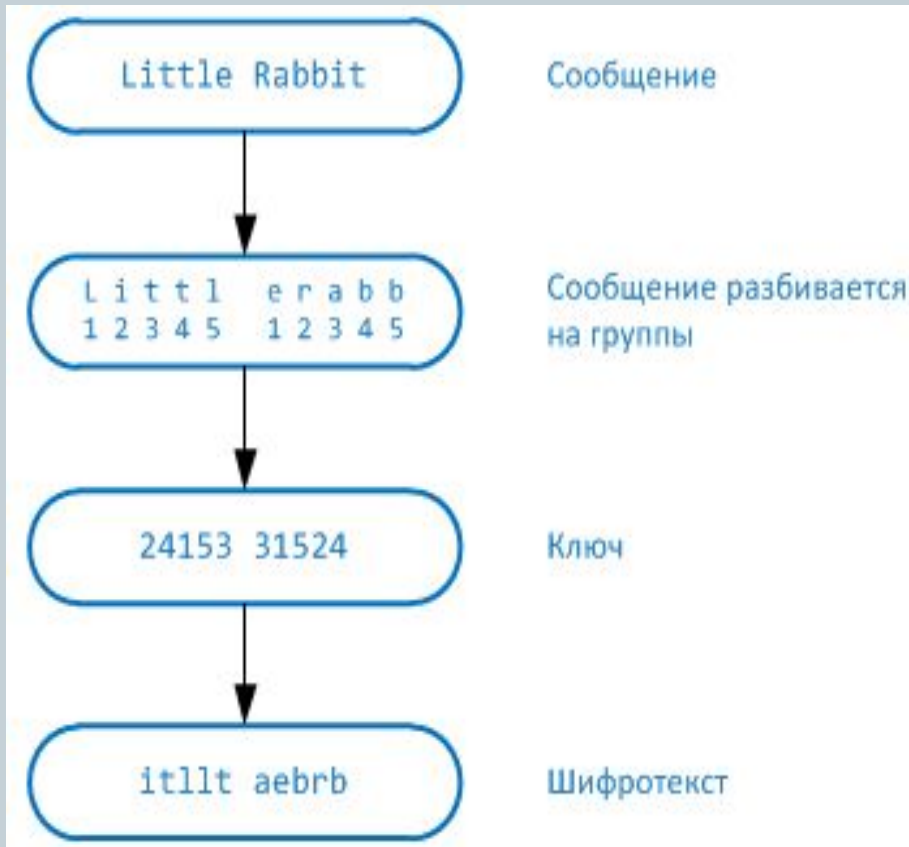 Little Rabbit
Сообщение
L i t t l e r a b b
1 2 3 4 5 1 2 3 4 5
Сообщение разбивается
на группы
24153 31524
Ключ
itllt aebrb
Шифротекст